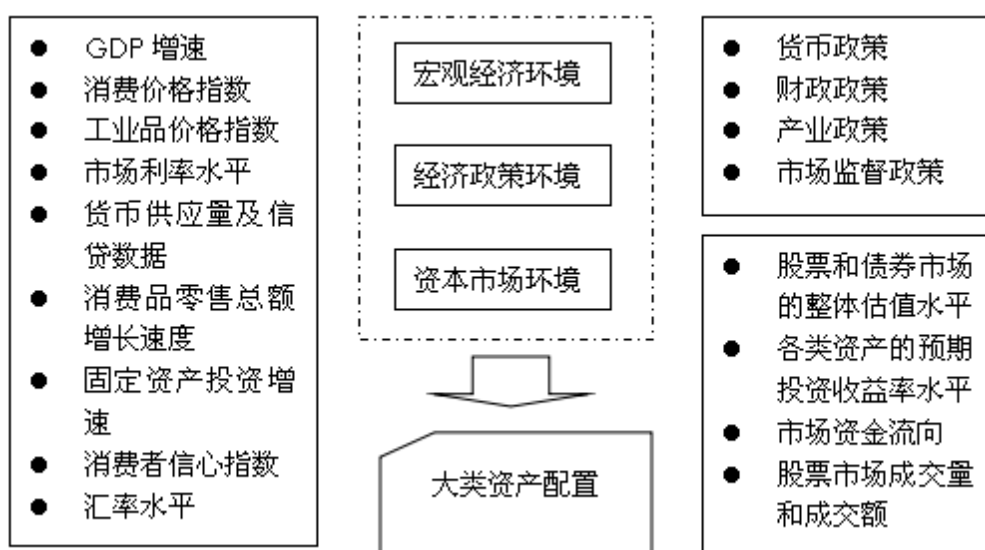 ● GDP 增速
● 消费价格指数
● 工业品价格指数
● 市场利率水平
● 货币供应量及信
贷数据
● 消费品零售总额
增长速度
● 固定资产投资增
速
● 消费者信心指数
● 汇率水平
宏观经济环境
经济政策环境
资本市场环境
大类资产配置
● 货币政策
● 财政政策
● 产业政策
● 市场监督政策
● 股票和债券市场
的整体估值水平
● 各类资产的预期
投资收益率水平
● 市场资金流向
● 股票市场成交量
和成交额